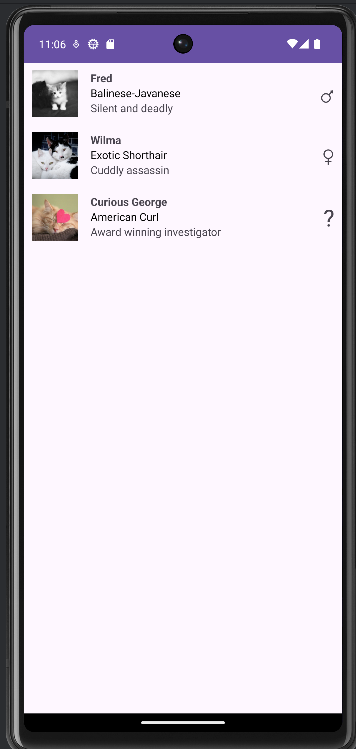 11:06
Fred
Balinese-Javanese
Silent and deadly
♂
Wilma
Exotic Shorthair
Cuddly assassin
♀
Curious George
American Curl
Award winning investigator
?